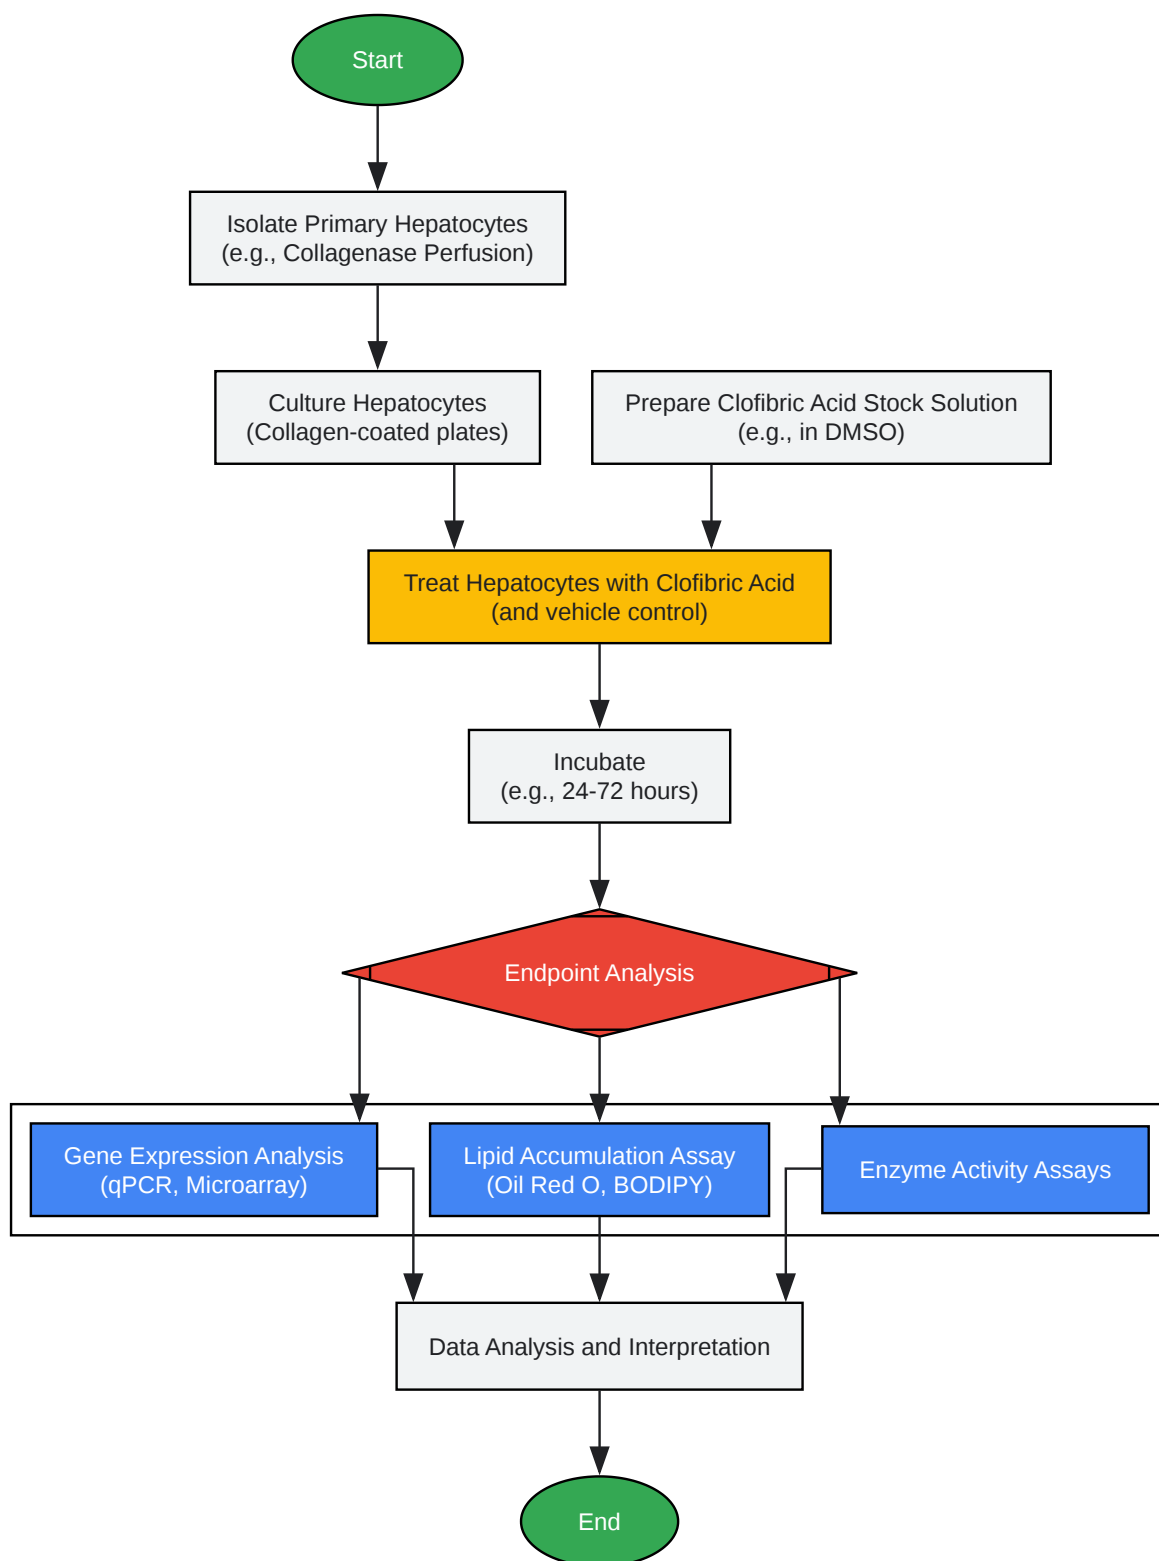 Start
Isolate Primary Hepatocytes
(e.g., Collagenase Perfusion)
Culture Hepatocytes
(Collagen-coated plates)
Prepare Clofibric Acid Stock Solution
(e.g., in DMSO)
Treat Hepatocytes with Clofibric Acid
(and vehicle control)
Incubate
(e.g., 24-72 hours)
Endpoint Analysis
Gene Expression Analysis
(qPCR, Microarray)
Lipid Accumulation Assay
(Oil Red O, BODIPY)
Enzyme Activity Assays
Data Analysis and Interpretation
End